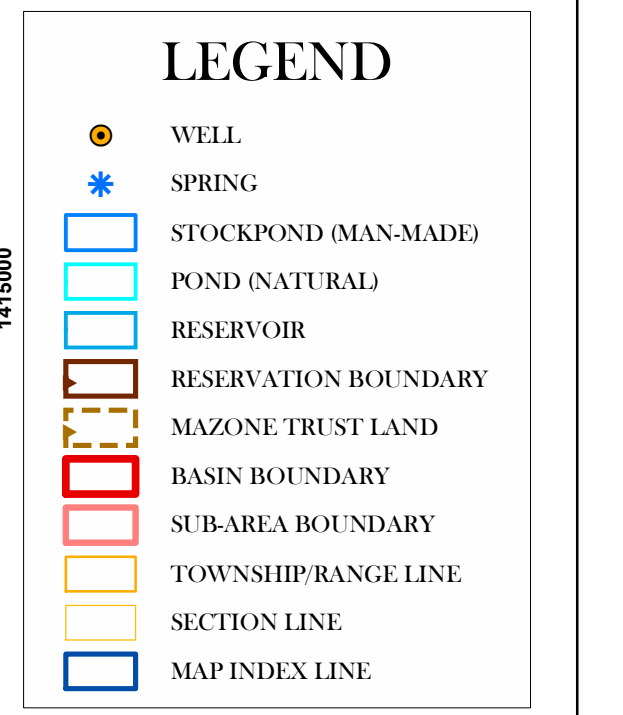 LEGEND
WELL
SPRING
STOCKPOND (MAN-MADE)
POND (NATURAL)
RESERVOIR
RESERVATION BOUNDARY
MAZONE TRUST LAND
BASIN BOUNDARY
SUB-AREA BOUNDARY
TOWNSHIP/RANGE LINE
SECTION LINE
MAP INDEX LINE
1415000